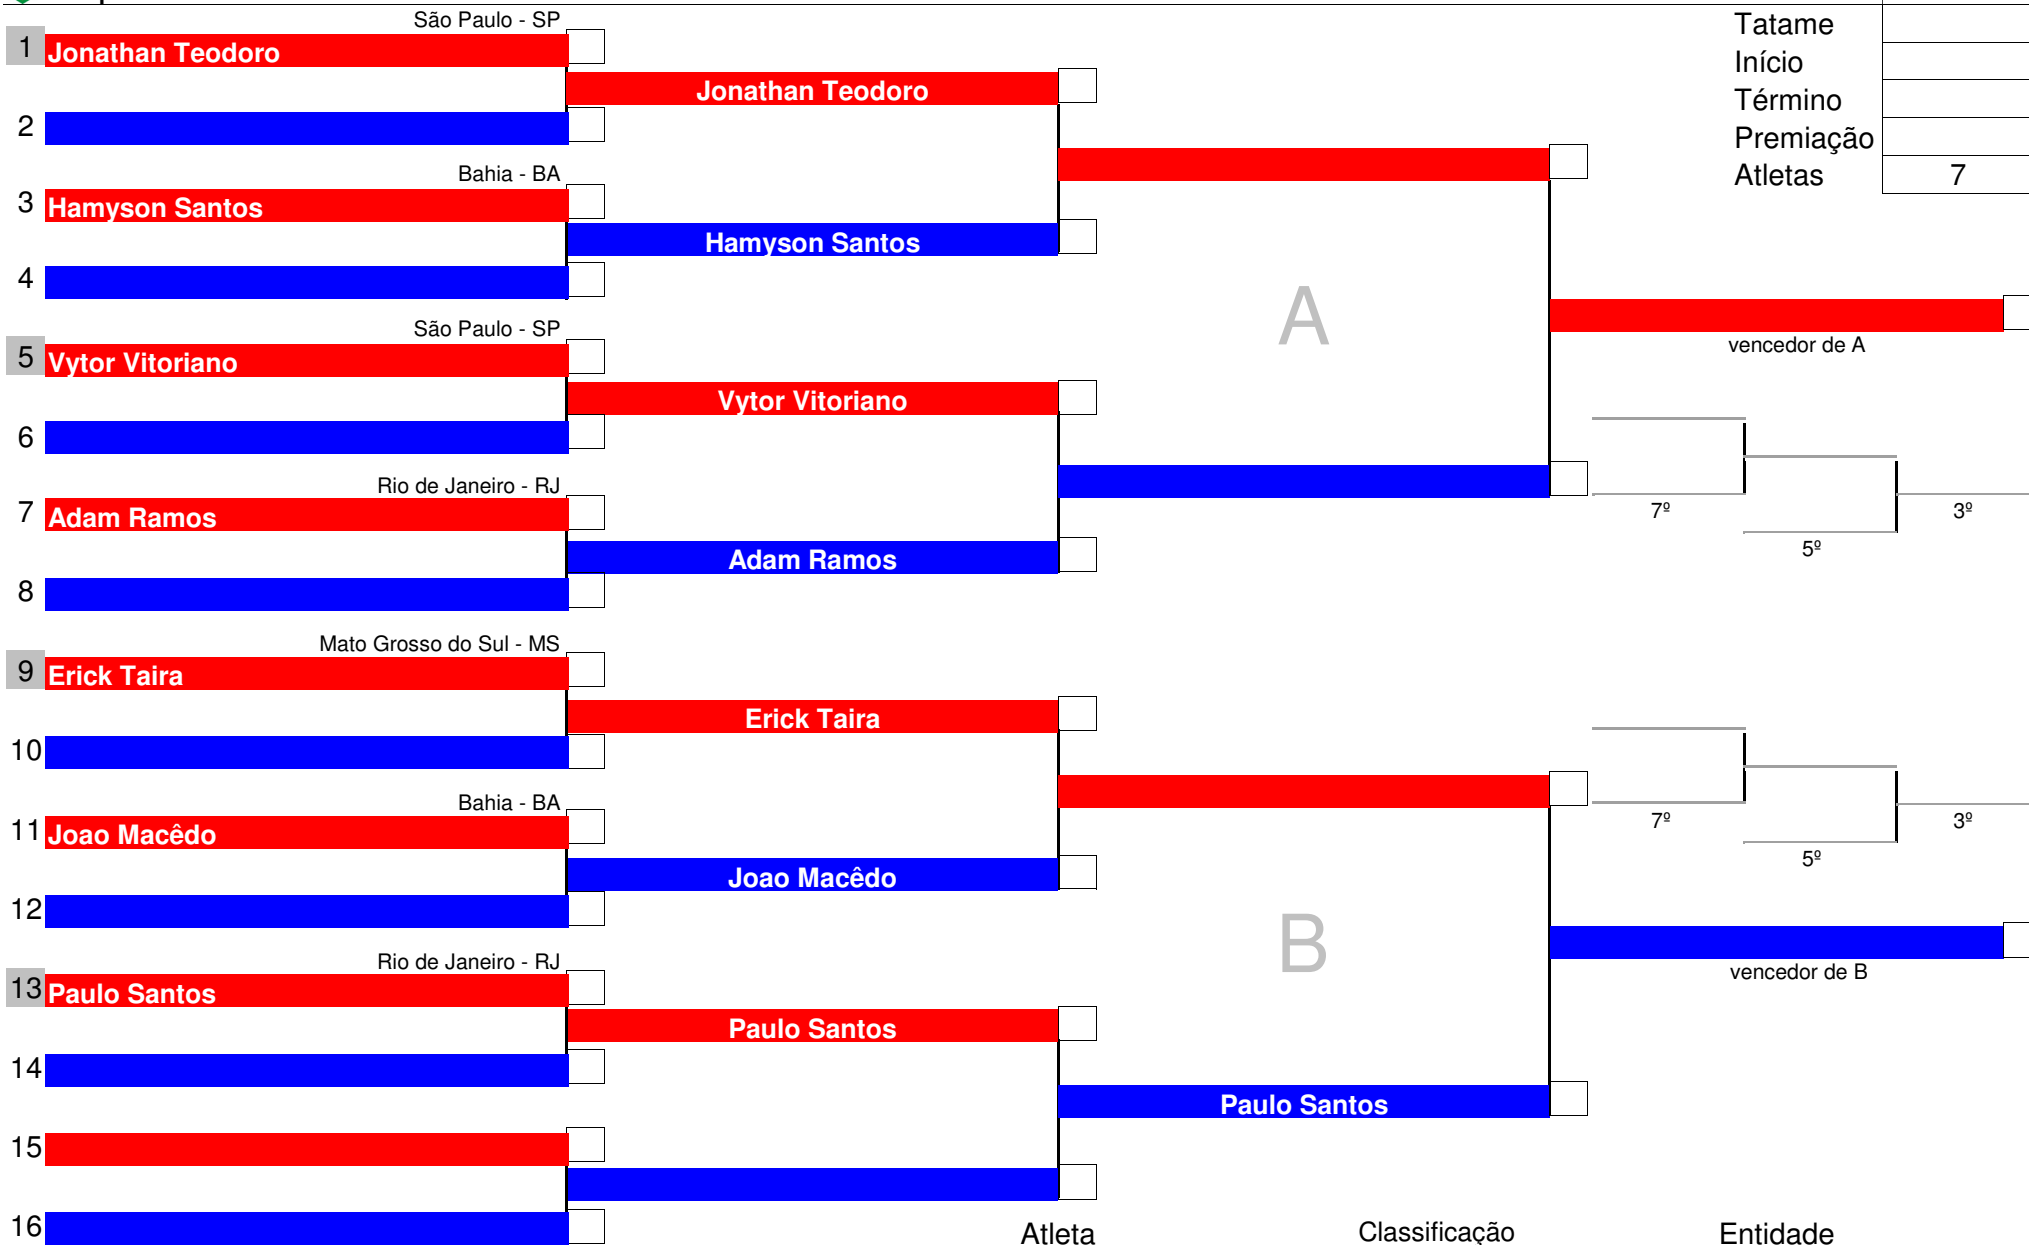 São Paulo - SP
Tatame
1 Jonathan Teodoro
Início
Jonathan Teodoro
Término
2
Premiação
Bahia - BA
Atletas 7
3 Hamyson Santos
Hamyson Santos
4
A
São Paulo - SP
vencedor de A
5 Vytor Vitoriano
Vytor Vitoriano
6
Rio de Janeiro - RJ
7º 3º
7 Adam Ramos
5º
Adam Ramos
8
Mato Grosso do Sul - MS
9 Erick Taira
Erick Taira
10
Bahia - BA
7º 3º
11 Joao Macêdo
5º
Joao Macêdo
12
B
Rio de Janeiro - RJ
vencedor de B
13 Paulo Santos
Paulo Santos
14
Paulo Santos
15
16
Atleta Classificação Entidade